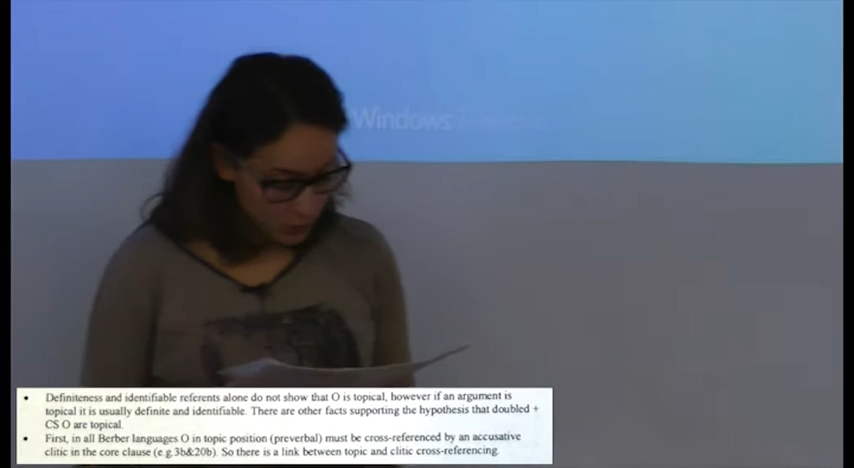 Windows 7
Definiteness and identifiable referents alone do not show that O is topical, however if an argument is
topical it is usually definite and identifiable. There are other facts supporting the hypothesis that doubled +
CS O are topical.
First, in all Berber languages O in topic position (preverbal) must be cross-referenced by an accusative
clitic in the core clause (e.g.3b&20b). So there is a link between topic and clitic cross-referencing.